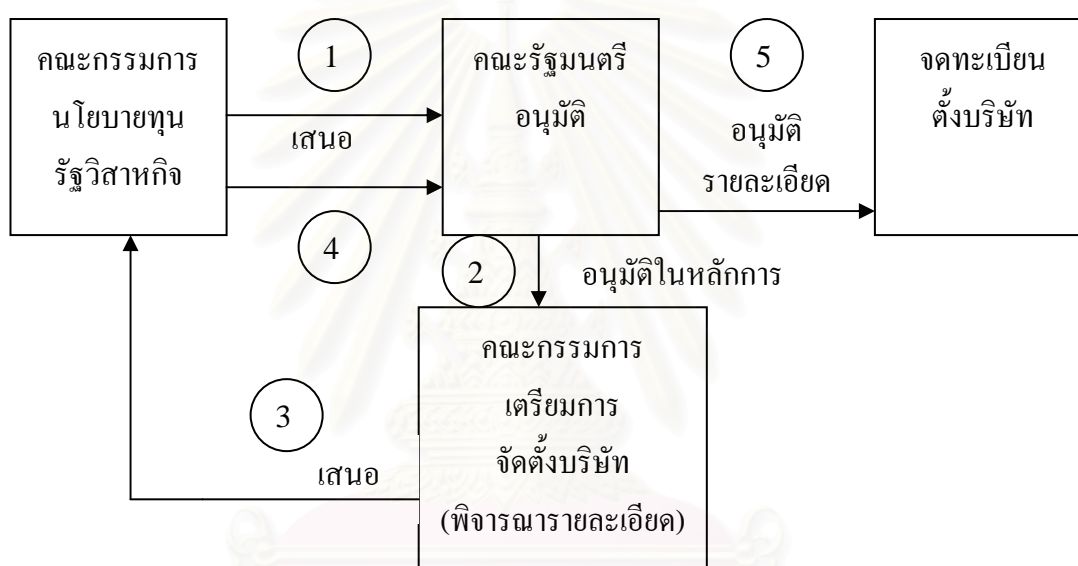 คณะกรรมการ
นโยบายทุน
รัฐวิสาหกิจ
1
เสนอ
4
คณะรัฐมนตรี
อนุมัติ
5
อนุมัติ
รายละเอียด
จดทะเบียน
ตั้งบริษัท
2
อนุมัติในหลักการ
3
เสนอ
คณะกรรมการ
เตรียมการ
จัดตั้งบริษัท
(พิจารณารายละเอียด)